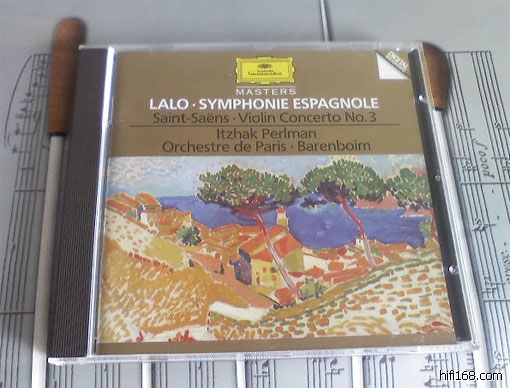 Deutsche
Grammophon
DIGITAL
MASTERS
LALO · SYMPHONIE ESPAGNOLE
Saint-Saëns · Violin Concerto No. 3
Itzhak Perlman
Orchestre de Paris · Barenboim
hifi168.com